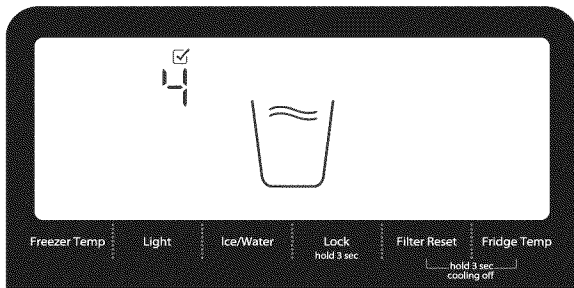 4
Freezer Temp Light Ice/Water Lock Filter Reset Fridge Temp
hold 3 sec
hold 3 sec
cooling off